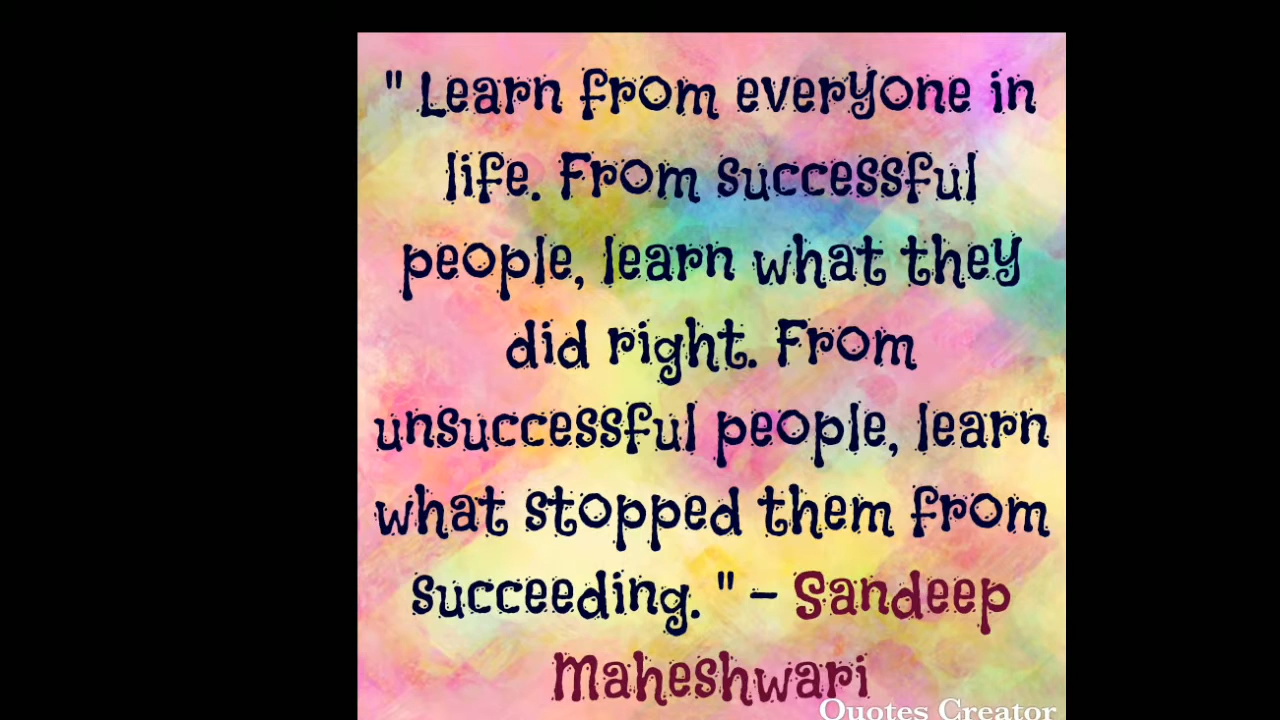 " Learn from everyone in
life. From successful
people, learn what they
did right. From
unsuccessful people, learn
what stopped them from
succeeding. " – Sandeep
Maheshwari
Quotes Creator